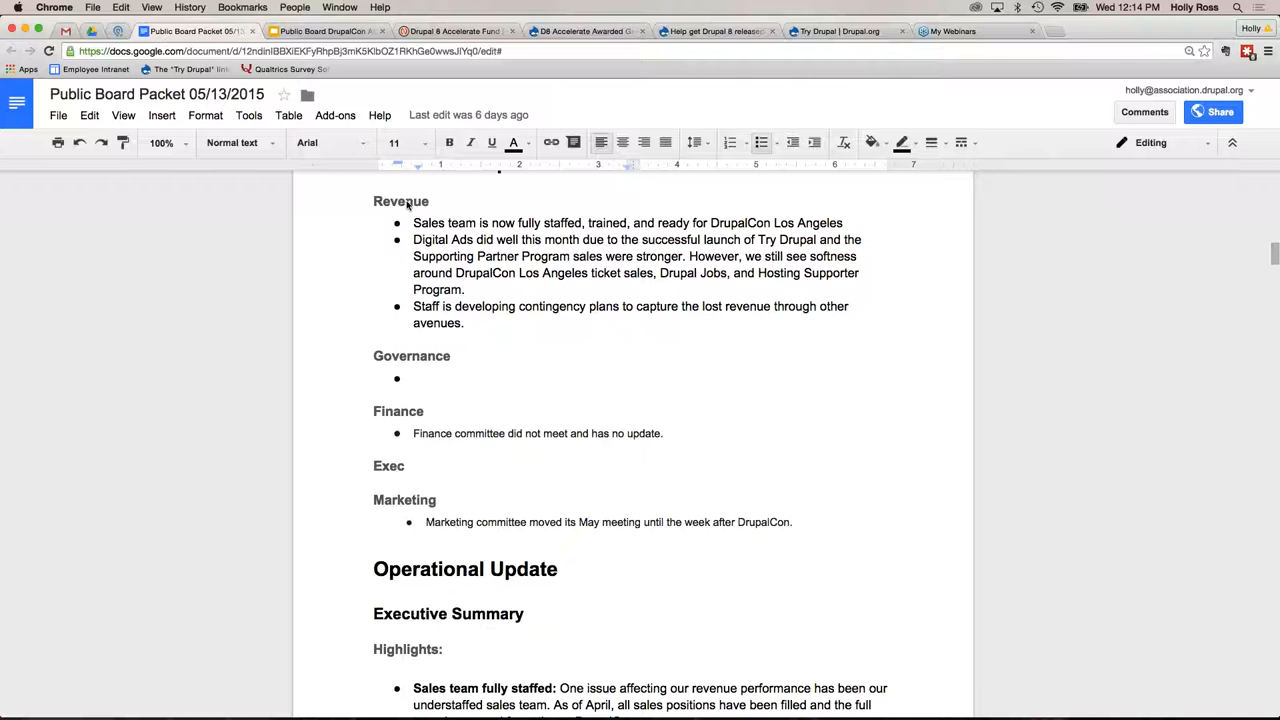 Chrome File Edit View History Bookmarks People Window Help
Wed 12:14 PM Holly Ross
Public Board Packet 05/13/2015
Public Board DrupalCon
Drupal 8 Accelerate Fund
D8 Accelerate Awarded G
Help get Drupal 8 released
Try Drupal | Drupal.org
My Webinars
Holly
Apps
Employee Intranet
The "Try Drupal" link
Qualtrics Survey So
Public Board Packet 05/13/2015
holly@association.drupal.org
File Edit View Insert Format Tools Table Add-ons Help Last edit was 6 days ago
Comments
Share
100% Normal text Arial 11 B I U A
Editing
1 2 3 4 5 6 7
Revenue
● Sales team is now fully staffed, trained, and ready for DrupalCon Los Angeles
● Digital Ads did well this month due to the successful launch of Try Drupal and the
Supporting Partner Program sales were stronger. However, we still see softness
around DrupalCon Los Angeles ticket sales, Drupal Jobs, and Hosting Supporter
Program.
● Staff is developing contingency plans to capture the lost revenue through other
avenues.
Governance
●
Finance
● Finance committee did not meet and has no update.
Exec
Marketing
● Marketing committee moved its May meeting until the week after DrupalCon.
Operational Update
Executive Summary
Highlights:
● Sales team fully staffed: One issue affecting our revenue performance has been our
understaffed sales team. As of April, all sales positions have been filled and the full